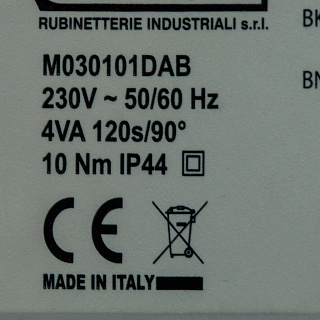 RUBINETTERIE INDUSTRIALI s.r.l.
BK
M030101DAB
BN
230V ~ 50/60 Hz
4VA 120s/90°
10 Nm IP44
CE
MADE IN ITALY